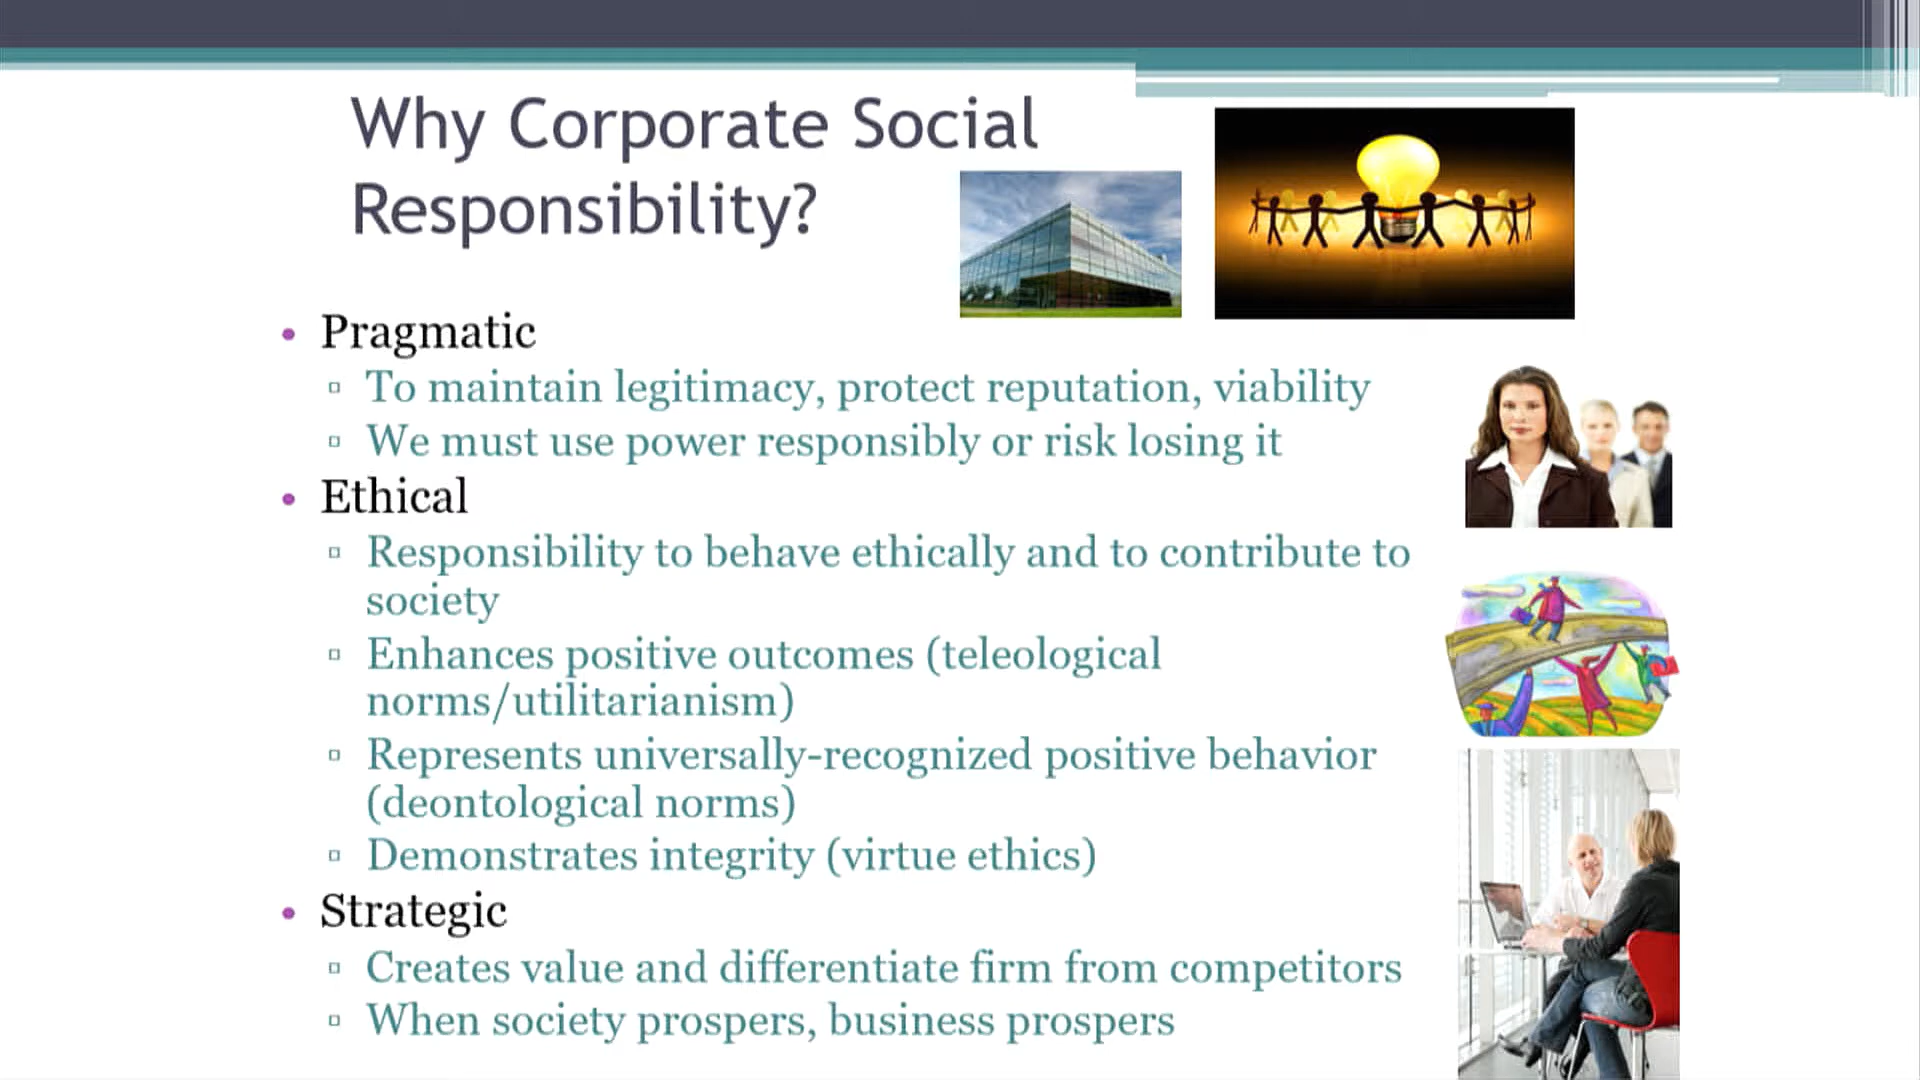 Why Corporate Social
Responsibility?
• Pragmatic
▫ To maintain legitimacy, protect reputation, viability
▫ We must use power responsibly or risk losing it
• Ethical
▫ Responsibility to behave ethically and to contribute to
society
▫ Enhances positive outcomes (teleological
norms/utilitarianism)
▫ Represents universally-recognized positive behavior
(deontological norms)
▫ Demonstrates integrity (virtue ethics)
• Strategic
▫ Creates value and differentiate firm from competitors
▫ When society prospers, business prospers